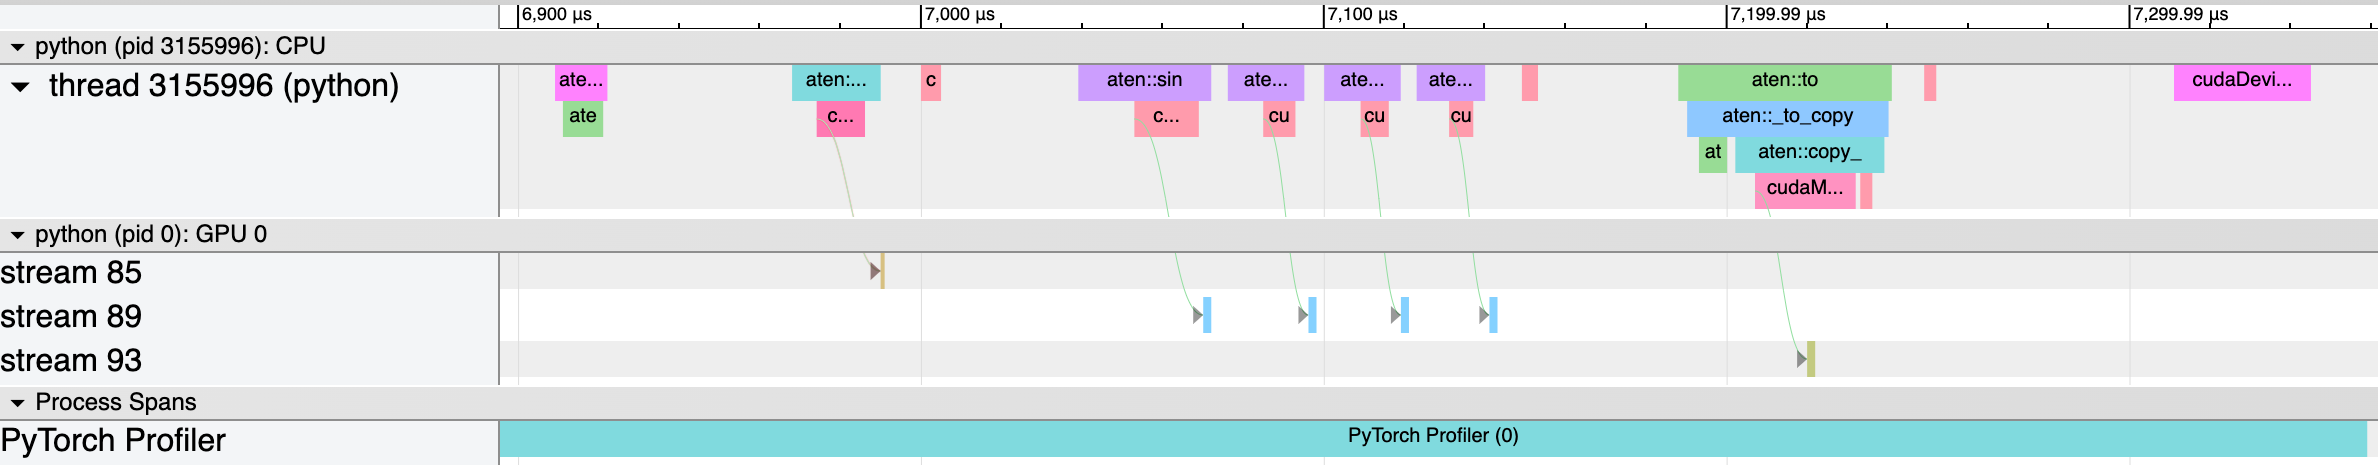 6,900 µs 7,000 µs 7,100 µs 7,199.99 µs 7,299.99 µs
python (pid 3155996): CPU
thread 3155996 (python) ate... aten:... c aten::sin ate... ate... ate... aten::to cudaDevi...
ate c... c... cu cu cu aten::_to_copy
at aten::copy_
cudaM...
python (pid 0): GPU 0
stream 85
stream 89
stream 93
Process Spans
PyTorch Profiler PyTorch Profiler (0)